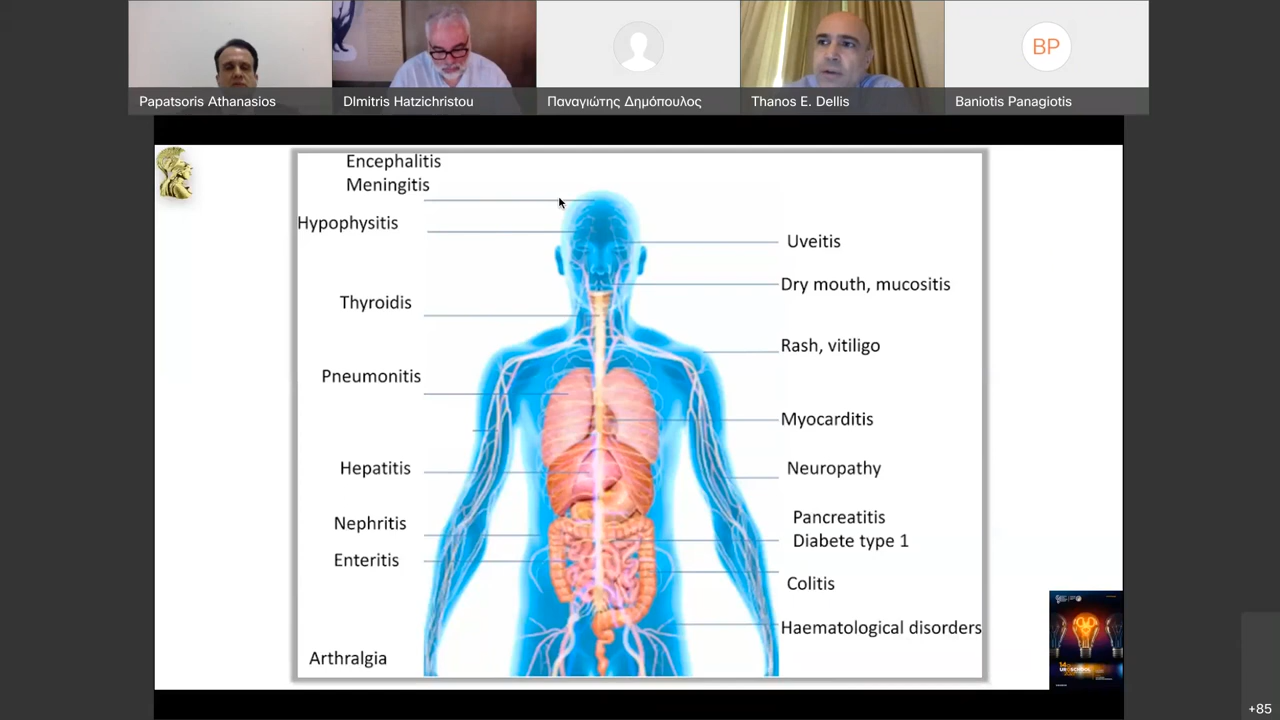 Papatsoris Athanasios
DImitris Hatzichristou
Παναγιώτης Δημόπουλος
Thanos E. Dellis
BP
Baniotis Panagiotis
Encephalitis
Meningitis
Hypophysitis
Uveitis
Dry mouth, mucositis
Thyroidis
Rash, vitiligo
Pneumonitis
Myocarditis
Hepatitis
Neuropathy
Nephritis
Pancreatitis
Diabete type 1
Enteritis
Colitis
Haematological disorders
Arthralgia
+85